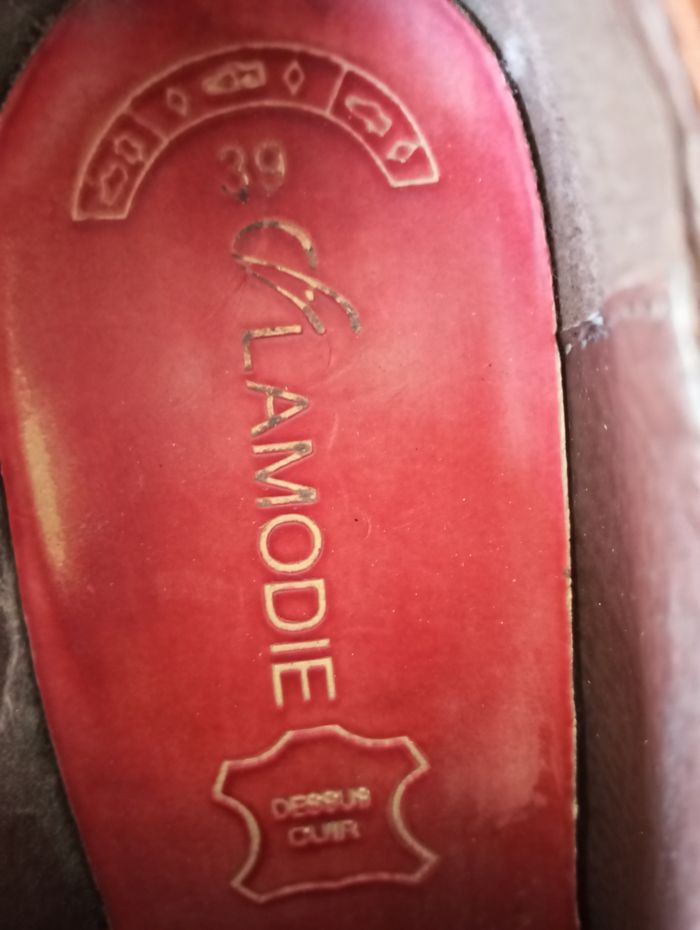 39
LAMODIE
DESSUS
CUIR